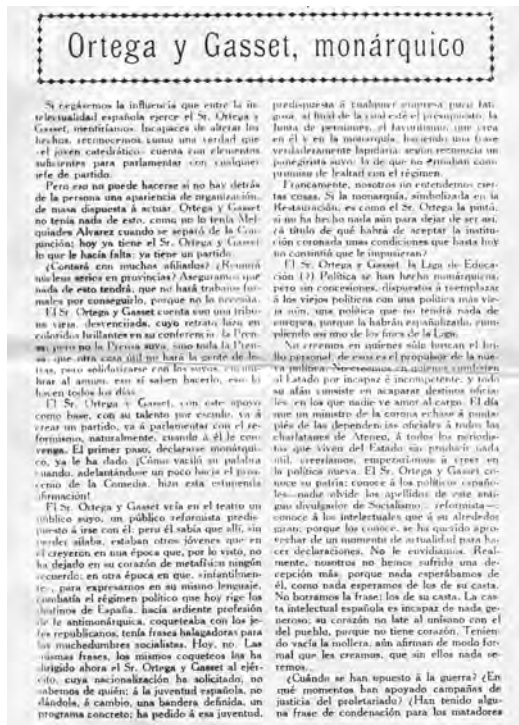 Ortega y Gasset, monárquico
Si negásemos la influencia que entre la in-
telectualidad española ejerce el Sr. Ortega y
Gasset, mentiríamos. Incapaces de alterar los
hechos, reconocemos como una verdad que
el joven catedrático cuenta con elementos
suficientes para parlamentar con cualquier
jefe de partido.
Pero eso no puede hacerse si no hay detrás
de la persona una apariencia de organización,
de masa dispuesta á actuar. Ortega y Gasset
no tenía nada de esto, como no lo tenía Mel-
quiades Alvarez cuando se separó de la Con-
junción; hoy ya tiene el Sr. Ortega y Gasset
lo que le hacía falta: ya tiene un partido.
¿Contará con muchos afiliados? ¿Reunirá
núcleos serios en provincias? Aseguramos que
nada de esto tendrá, que no hará trabajos for-
males por conseguirlo, porque no lo necesita.
El Sr. Ortega y Gasset cuenta con una tribu-
na vieja, desvencijada, cuyo retrato hizo en
coloridos brillantes en su conferencia: la Pren-
sa; pero no la Prensa suya, sino toda la Pren-
sa, que otra cosa útil no hará la gente de le-
tras, pero solidarizarse con los suyos, encum-
brar al amigo, eso sí saben hacerlo, eso lo
hacen todos los días.
El Sr. Ortega y Gasset, con este apoyo
como base, con su talento por escudo, va á
crear un partido, va á parlamentar con el re-
formismo, naturalmente, cuando á él le con-
venga. El primer paso, declararse monárqui-
co, ya le ha dado. ¡Cómo vaciló su palabra
cuando, adelantándose un poco hacia el pros-
cenio de la Comedia, hizo esta estupenda
afirmación!
El Sr. Ortega y Gasset veía en el teatro un
público suyo, un público reformista predis-
puesto á irse con él; pero él sabía que allí, sin
perder sílaba, estaban otros jóvenes que en
él creyeron en una época que, por lo visto, no
ha dejado en su corazón de metafísico ningún
recuerdo; en otra época en que, «infantilmen-
te», para expresarnos en su mismo lenguaje,
combatía el régimen político que hoy rige los
destinos de España, hacía ardiente profesión
de fe antimonárquica, coqueteaba con los je-
fes republicanos, tenía frases halagadoras para
las muchedumbres socialistas. Hoy, no. Las
mismas frases, los mismos coqueteos los ha
dirigido ahora el Sr. Ortega y Gasset al ejér-
cito, cuya nacionalización ha solicitado, no
sabemos de quién; á la juventud española, no
dándola, á cambio, una bandera definida, un
programa concreto; ha pedido á esa juventud,
predispuesta á cualquier empresa poco fati-
gosa, al final de la cual esté el presupuesto, la
Junta de pensiones, el favoritismo, que crea
en él y en la monarquía, haciendo una frase
verdaderamente lapidaria, según reconocía un
panegirista suyo: la de que no
promiso de lealtad con el régimen.
Francamente, nosotros no entendemos cier-
tas cosas. Si la monarquía, simbolizada en la
Restauración, es como el Sr. Ortega la pinta,
si no ha hecho nada aún para dejar de ser así,
¿á título de qué habrá de aceptar la institu-
ción coronada unas condiciones que hasta hoy
no consintió que le impusieran?
El Sr. Ortega y Gasset, la Liga de Educa-
ción (?) Política se han hecho monárquicos,
pero sin concesiones, dispuestos á reemplazar
á los viejos políticos con una política más vie-
ja aún, una política que no tendrá nada de
europea, porque la habrán españolizado, cum-
pliendo así uno de los fines de la Liga.
No creemos en quienes sólo buscan el bri-
llo personal, de esos es el propulsor de la nue-
va política. No creemos en quienes combaten
al Estado por incapaz é incompetente, y todo
su afán consiste en acaparar destinos oficia-
les, en los que nadie ve amor al cargo. El día
que un ministro de la corona echase á punta-
piés de las dependencias oficiales á todos los
charlatanes de Ateneo, á todos los periodis-
tas que viven del Estado sin producir nada
útil, creeríamos, empezaríamos á creer en
la política nueva. El Sr. Ortega y Gasset co-
noce su patria; conoce á los políticos españo-
les—nadie olvide los apellidos de este anti-
guo divulgador de Socialismo... reformista—;
conoce á los intelectuales que á su alrededor
giran; porque los conoce, se ha querido apro-
vechar de un momento de actualidad para ha-
cer declaraciones. No le envidiamos. Real-
mente, nosotros no hemos sufrido una de-
cepción más, porque nada esperábamos de
él, como nada esperamos de los de su casta.
No borramos la frase: los de su casta. La cas-
ta intelectual española es incapaz de nada ge-
neroso; su corazón no late al unísono con el
del pueblo, porque no tiene corazón. Tenien-
do vacía la mollera, aún afirman de modo for-
mal que les creamos, que sin ellos nada se-
remos...
¿Cuándo se han opuesto á la guerra? ¿En
qué momentos han apoyado campañas de
justicia del proletariado? ¿Han tenido algu-
na frase de condenación para los matadores